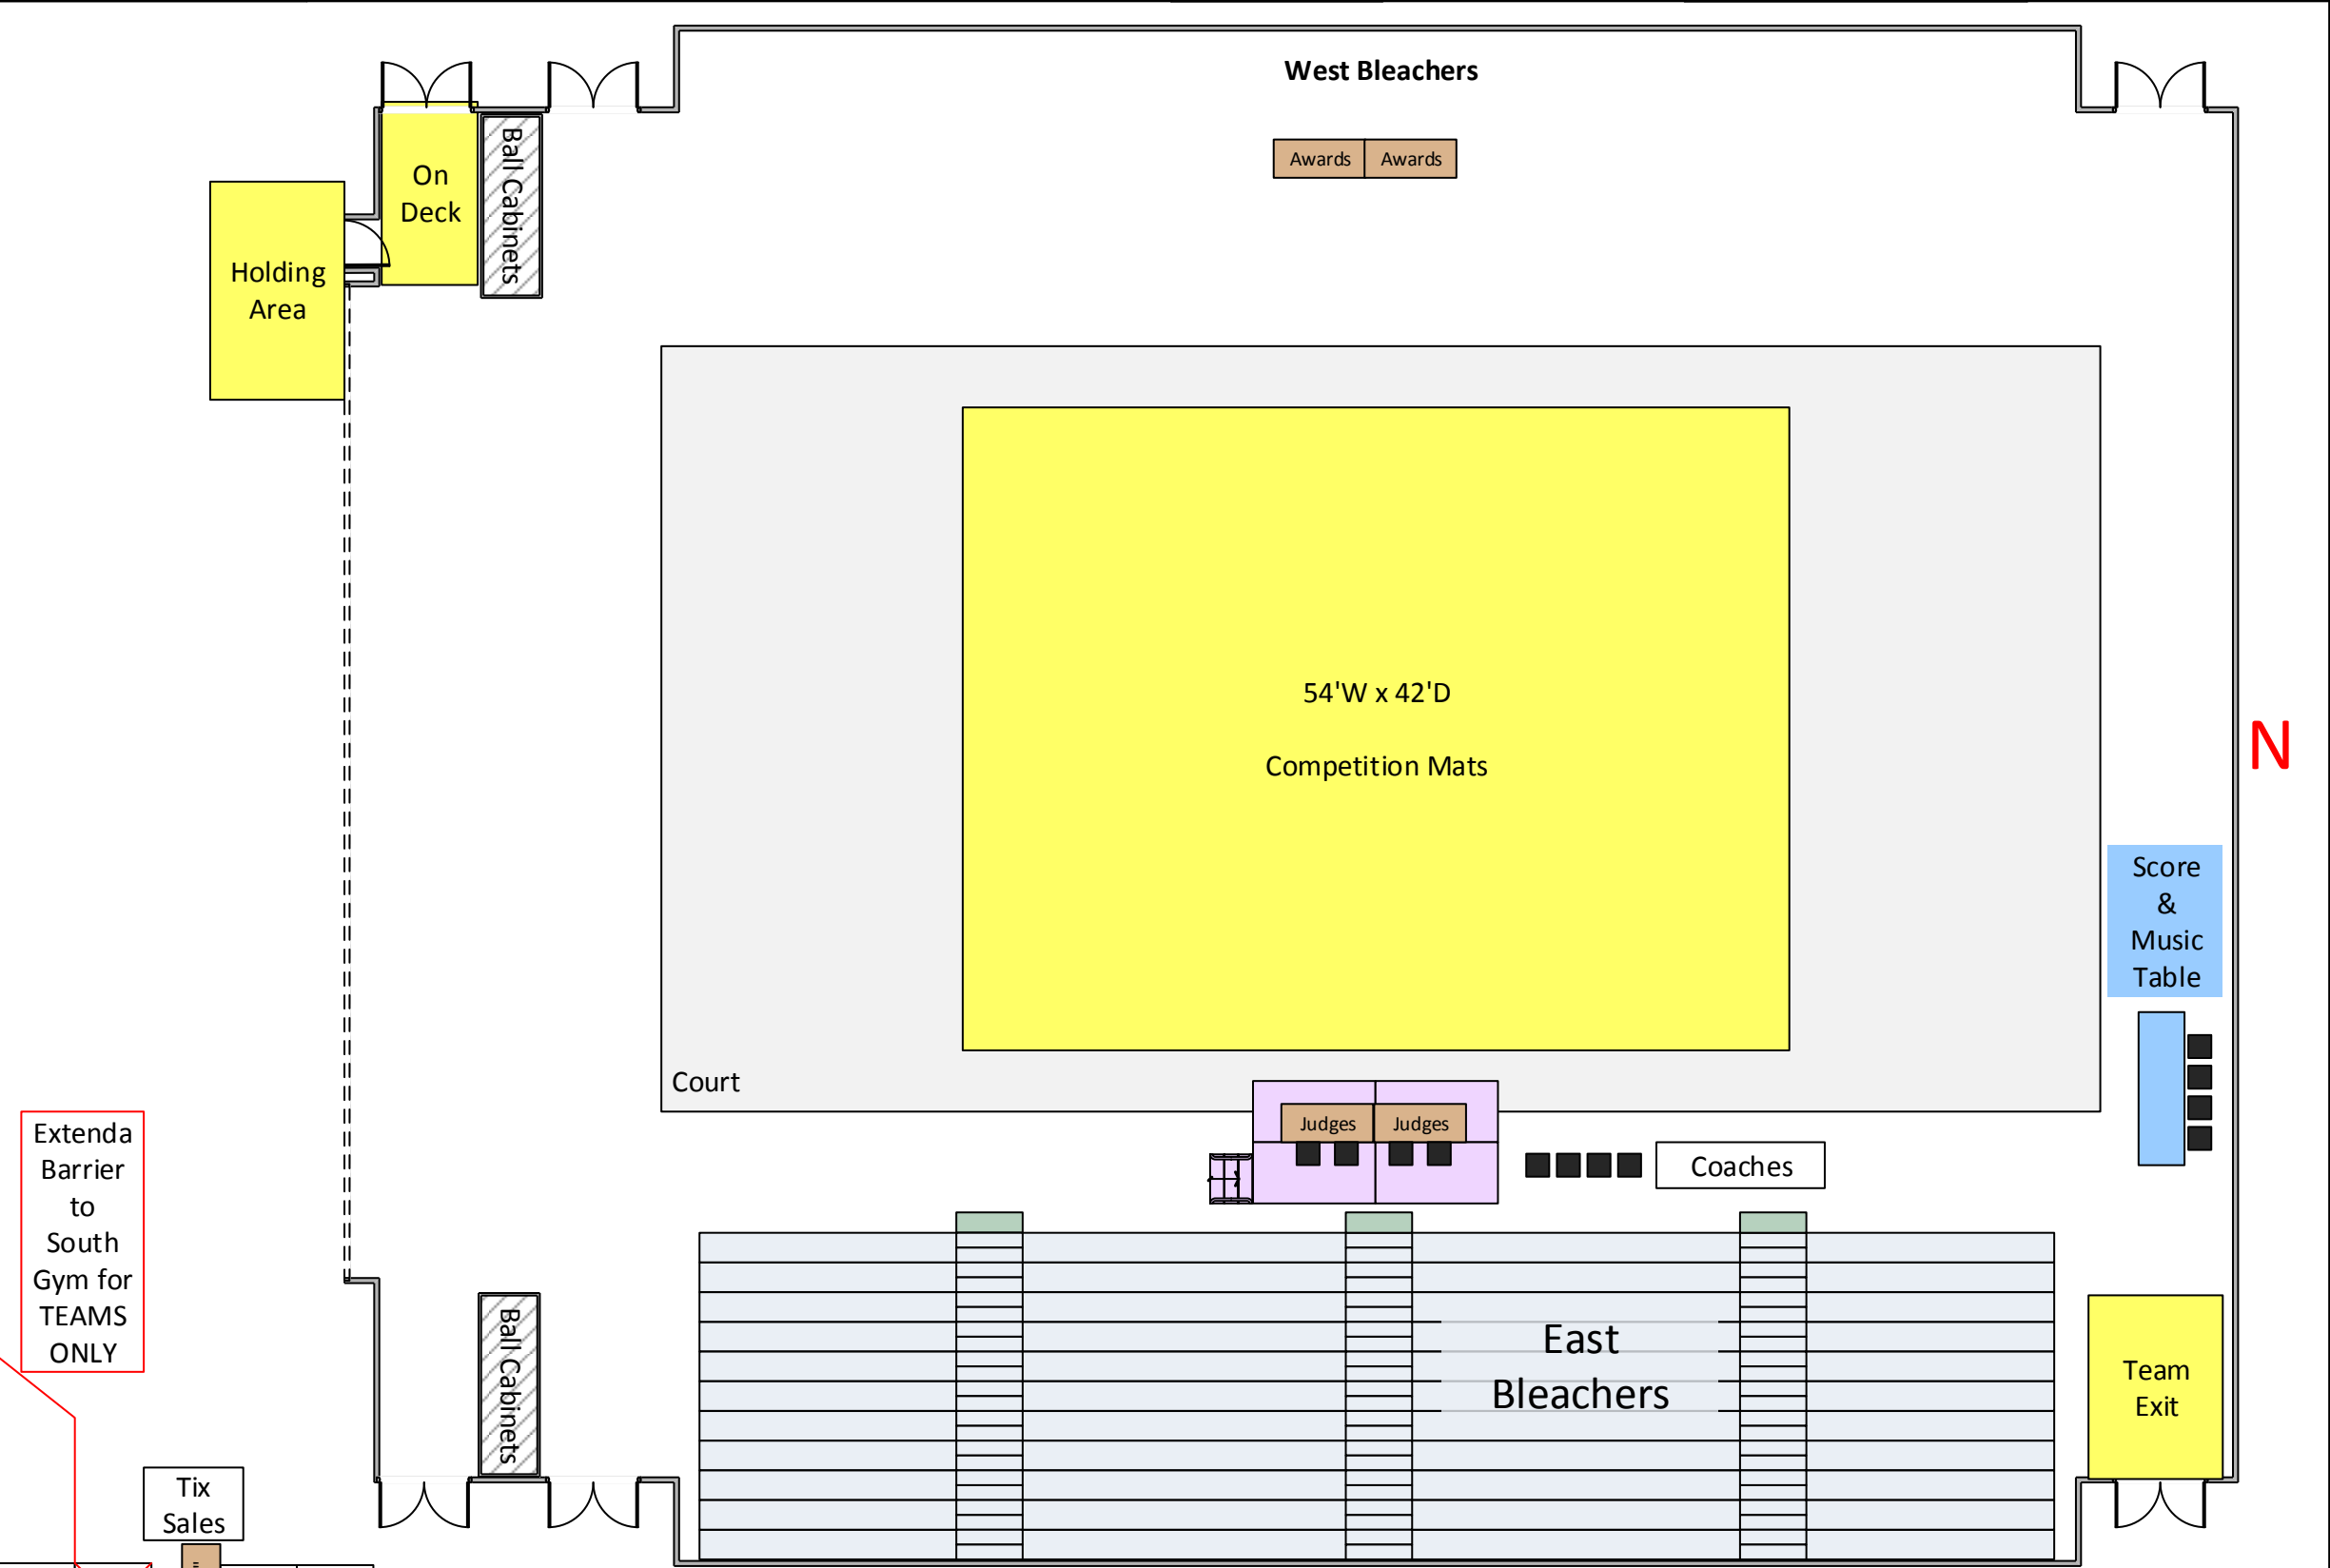 West Bleachers
Awards
Awards
On
Deck
Ball Cabinets
Holding
Area
54'W x 42'D
Competition Mats
N
Score
&
Music
Table
Court
Judges
Judges
Coaches
Extenda
Barrier
to
South
Gym for
TEAMS
ONLY
East
Bleachers
Ball Cabinets
Team
Exit
Tix
Sales